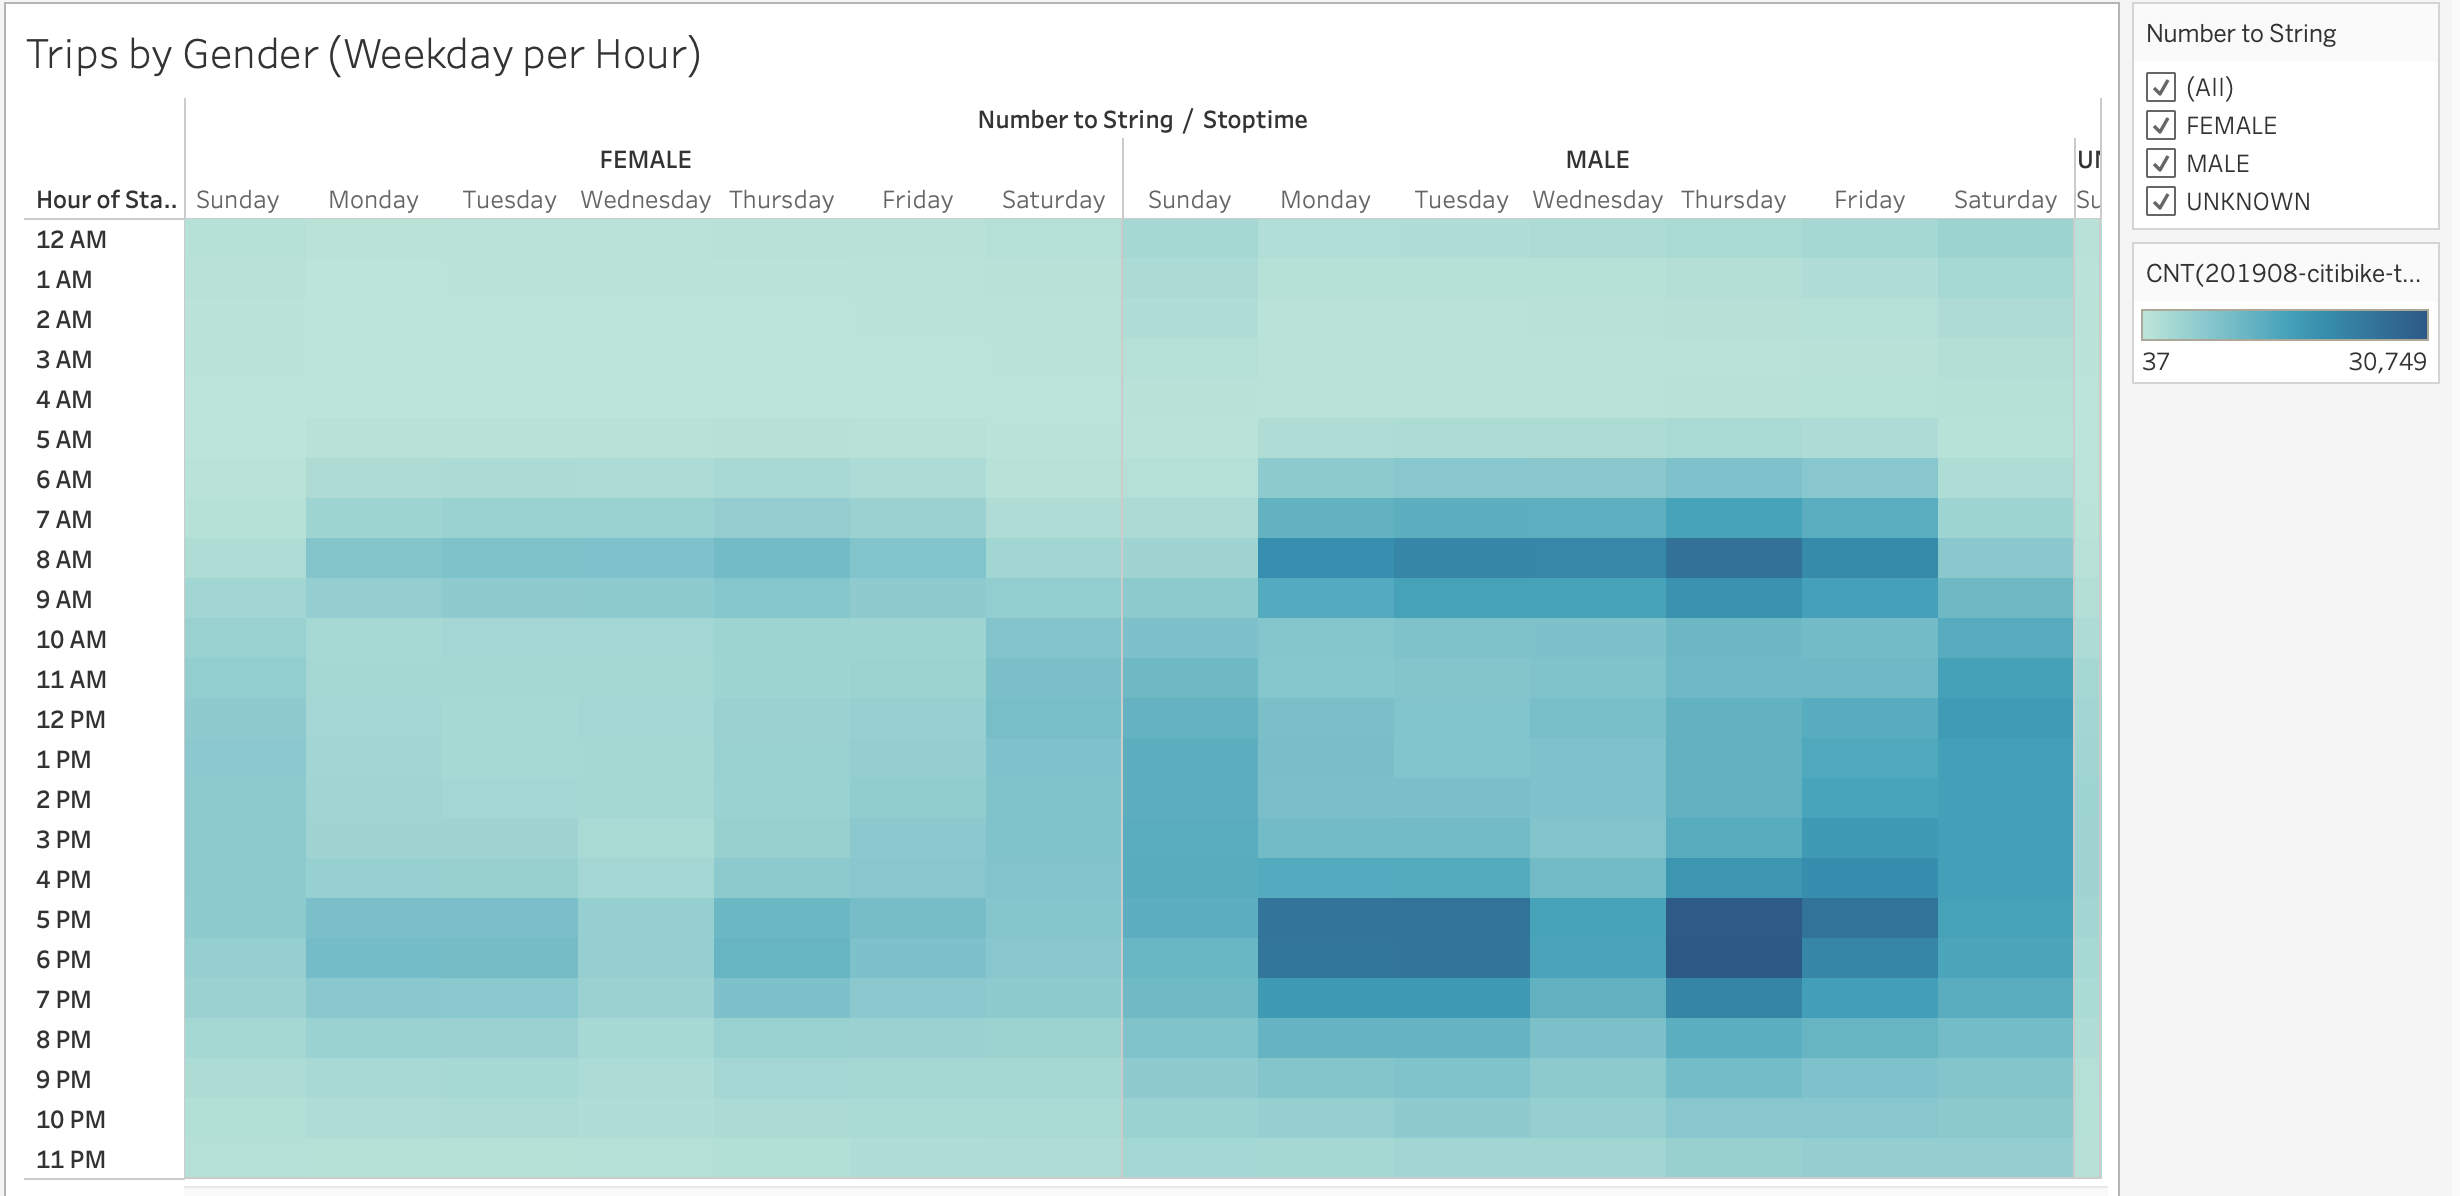 Trips by Gender (Weekday per Hour)
Number to String / Stoptime
FEMALE MALE UN
Hour of Sta.. Sunday Monday Tuesday Wednesday Thursday Friday Saturday Sunday Monday Tuesday Wednesday Thursday Friday Saturday Su
12 AM
1 AM
2 AM
3 AM
4 AM
5 AM
6 AM
7 AM
8 AM
9 AM
10 AM
11 AM
12 PM
1 PM
2 PM
3 PM
4 PM
5 PM
6 PM
7 PM
8 PM
9 PM
10 PM
11 PM
Number to String
(All)
FEMALE
MALE
UNKNOWN
CNT(201908-citibike-t...
37 30,749